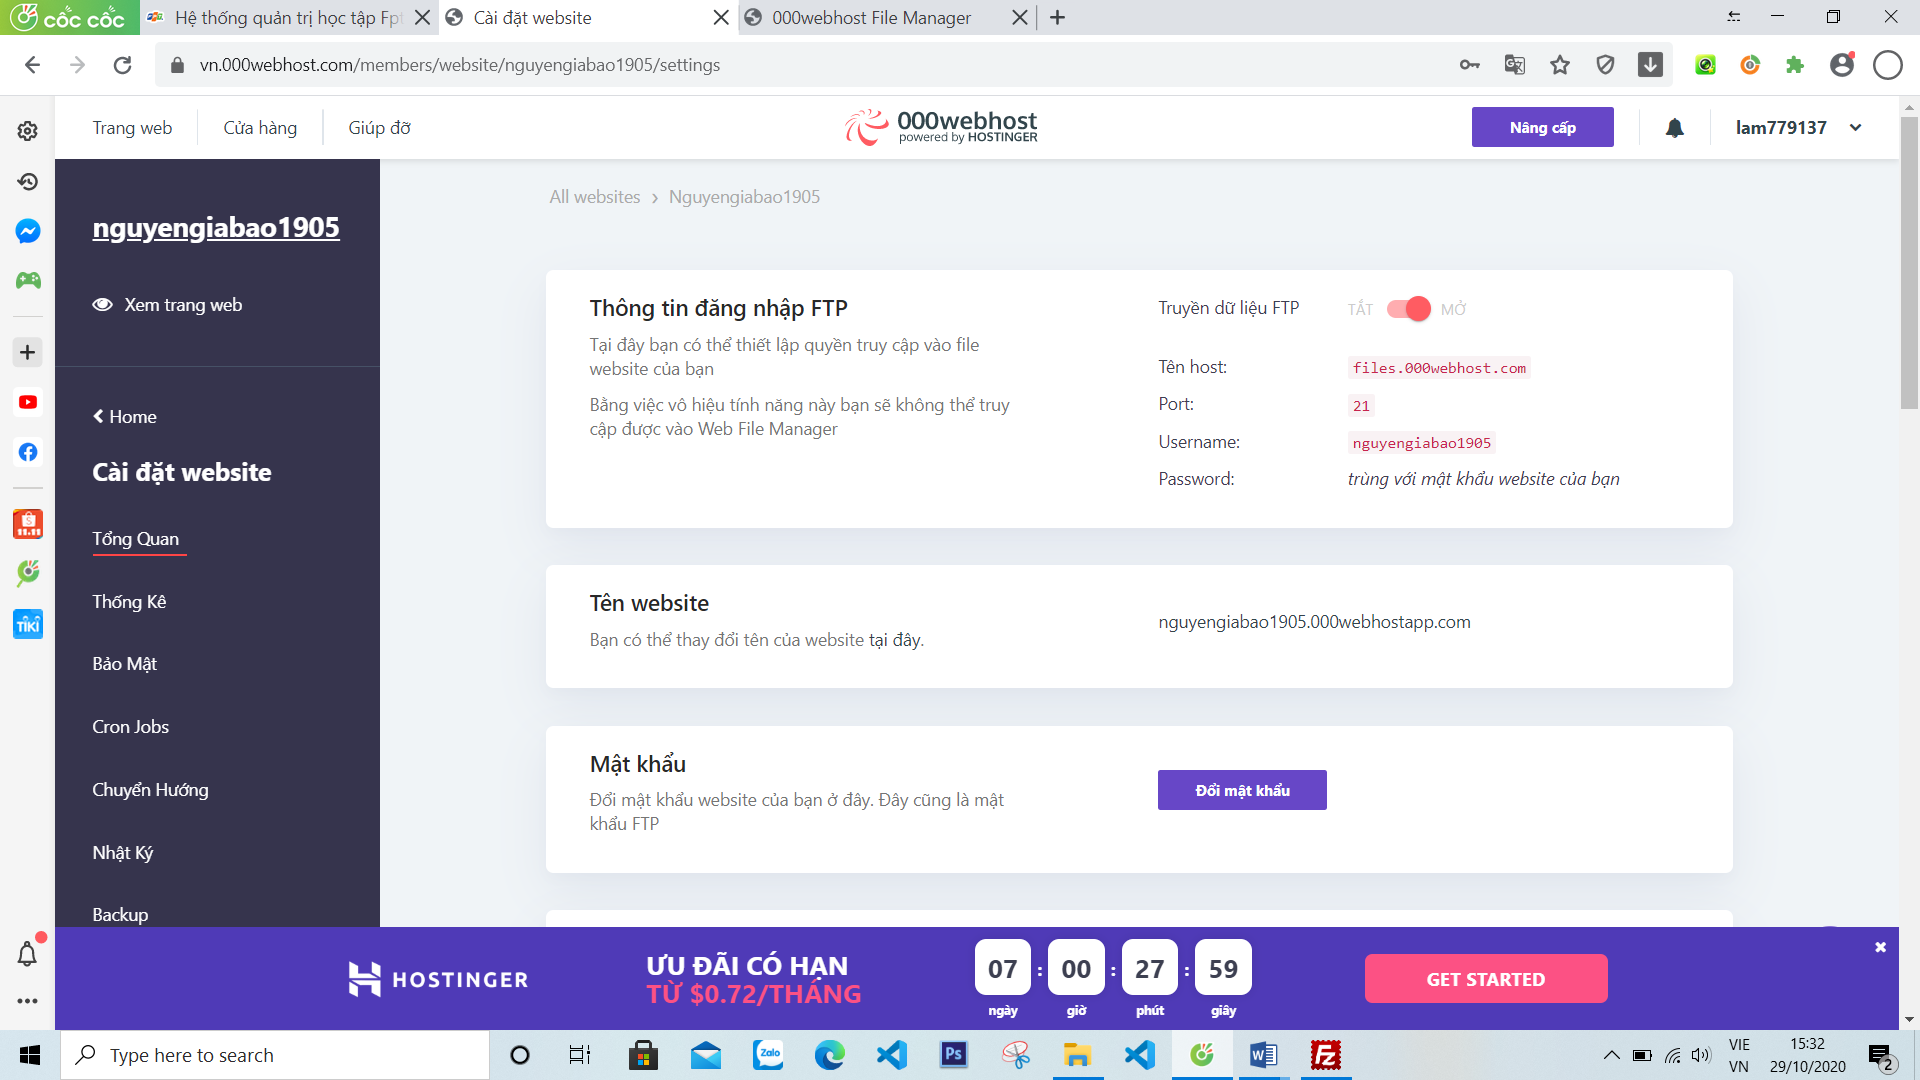 cốc cốc
Hệ thống quản trị học tập Fpt
Cài đặt website
000webhost File Manager
vn.000webhost.com/members/website/nguyengiabao1905/settings
Trang web
Cửa hàng
Giúp đỡ
000webhost
powered by HOSTINGER
Nâng cấp
lam779137
nguyengiabao1905
Xem trang web
Home
Cài đặt website
Tổng Quan
Thống Kê
Bảo Mật
Cron Jobs
Chuyển Hướng
Nhật Ký
Backup
All websites › Nguyengiabao1905
Thông tin đăng nhập FTP
Tại đây bạn có thể thiết lập quyền truy cập vào file
website của bạn
Bằng việc vô hiệu tính năng này bạn sẽ không thể truy
cập được vào Web File Manager
Truyền dữ liệu FTP
TẮT MỞ
Tên host: files.000webhost.com
Port: 21
Username: nguyengiabao1905
Password: trùng với mật khẩu website của bạn
Tên website
Bạn có thể thay đổi tên của website tại đây.
nguyengiabao1905.000webhostapp.com
Mật khẩu
Đổi mật khẩu website của bạn ở đây. Đây cũng là mật
khẩu FTP
Đổi mật khẩu
11.11
TIKI
HOSTINGER
ƯU ĐÃI CÓ HẠN
TỪ $0.72/THÁNG
07 : 00 : 27 : 59
ngày giờ phút giây
GET STARTED
Type here to search
Zalo
Ps
VIE
VN
15:32
29/10/2020
2